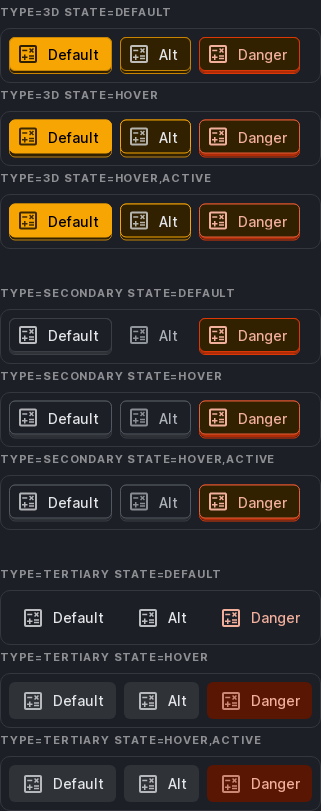 TYPE=3D STATE=DEFAULT
Default Alt Danger
TYPE=3D STATE=HOVER
Default Alt Danger
TYPE=3D STATE=HOVER,ACTIVE
Default Alt Danger
TYPE=SECONDARY STATE=DEFAULT
Default Alt Danger
TYPE=SECONDARY STATE=HOVER
Default Alt Danger
TYPE=SECONDARY STATE=HOVER,ACTIVE
Default Alt Danger
TYPE=TERTIARY STATE=DEFAULT
Default Alt Danger
TYPE=TERTIARY STATE=HOVER
Default Alt Danger
TYPE=TERTIARY STATE=HOVER,ACTIVE
Default Alt Danger